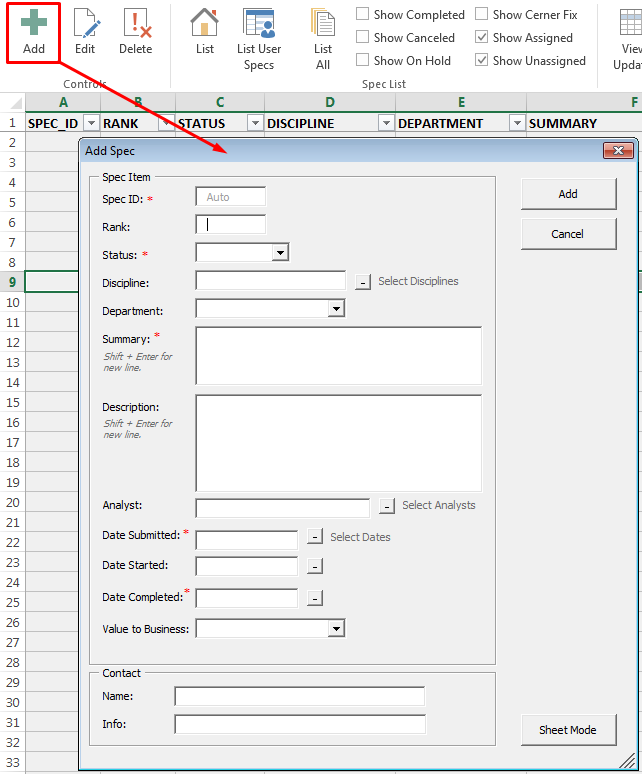 Add
Edit
Delete
List
List User
Specs
List
All
Show Completed
Show Canceled
Show On Hold
Show Cerner Fix
Show Assigned
Show Unassigned
Controls
Spec List
A B C D E F
1 SPEC_ID RANK STATUS DISCIPLINE DEPARTMENT SUMMARY
2
3
4
5
6
7
8
9
10
11
12
13
14
15
16
17
18
19
20
21
22
23
24
25
26
27
28
29
30
31
32
33
Add Spec
Spec Item
Spec ID: * Auto
Rank:
Status: *
Discipline: ... Select Disciplines
Department:
Summary: *
Shift + Enter for
new line.
Description:
Shift + Enter for
new line.
Analyst: ... Select Analysts
Date Submitted: * ... Select Dates
Date Started: ...
Date Completed: * ...
Value to Business:
Contact
Name:
Info:
Add
Cancel
Sheet Mode